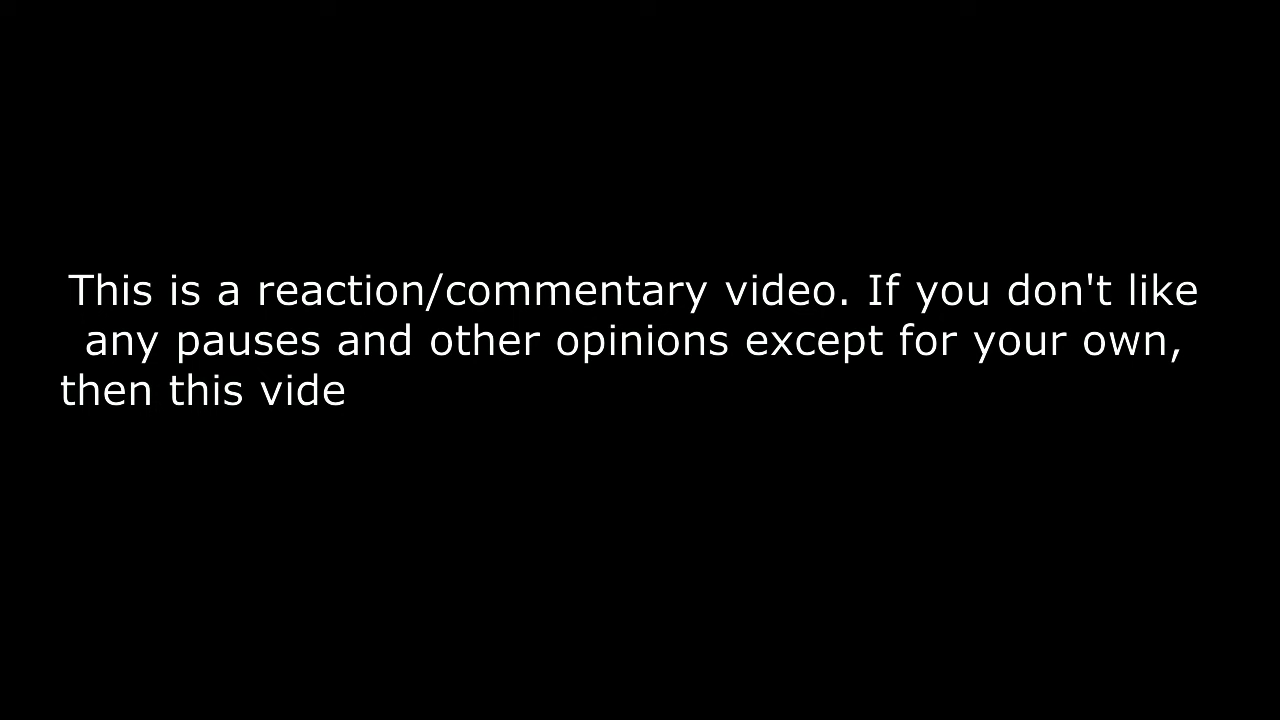 This is a reaction/commentary video. If you don't like
any pauses and other opinions except for your own,
then this vide